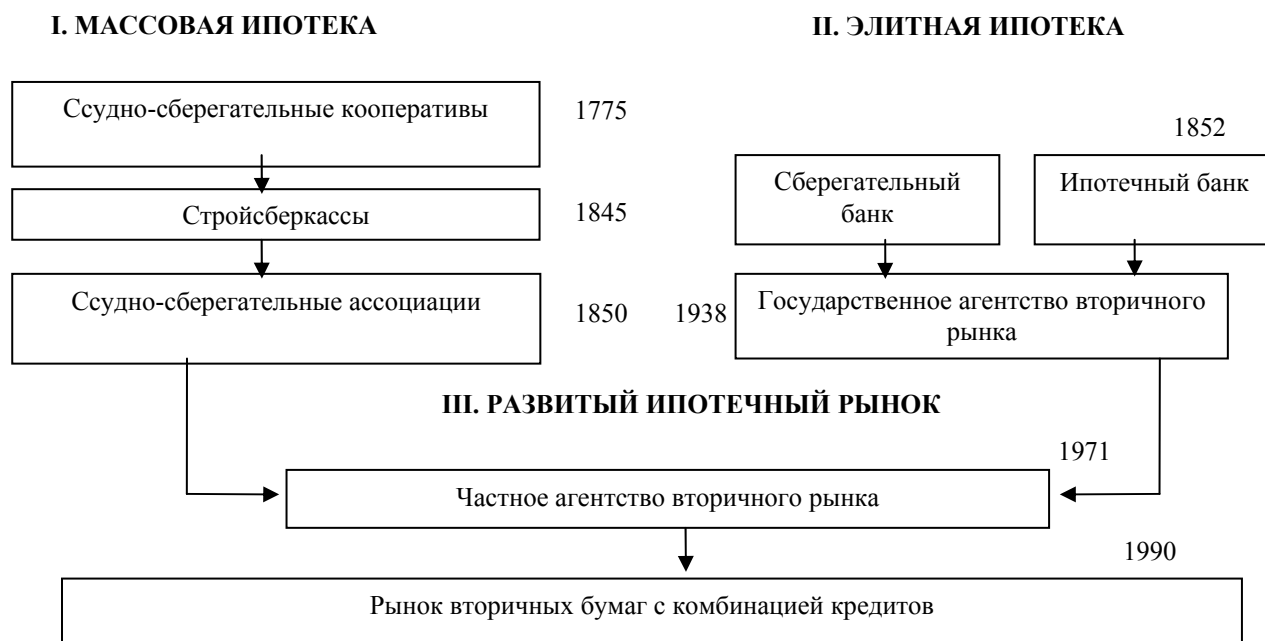 I. МАССОВАЯ ИПОТЕКА
II. ЭЛИТНАЯ ИПОТЕКА
Ссудно-сберегательные кооперативы
1775
1852
Сберегательный
банк
Ипотечный банк
Стройсберкассы
1845
Ссудно-сберегательные ассоциации
1850
1938
Государственное агентство вторичного
рынка
III. РАЗВИТЫЙ ИПОТЕЧНЫЙ РЫНОК
1971
Частное агентство вторичного рынка
1990
Рынок вторичных бумаг с комбинацией кредитов